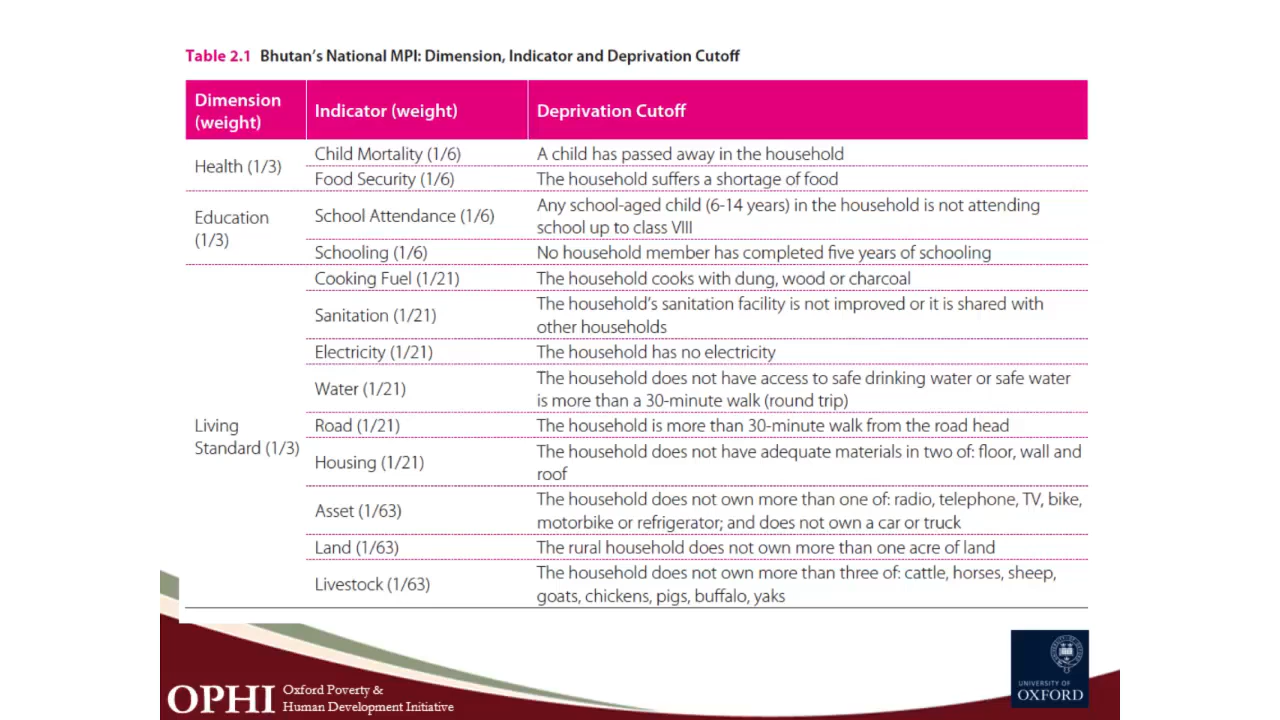 Table 2.1 Bhutan's National MPI: Dimension, Indicator and Deprivation Cutoff
Dimension
(weight)
Indicator (weight)
Deprivation Cutoff
Health (1/3)
Child Mortality (1/6)
A child has passed away in the household
Food Security (1/6)
The household suffers a shortage of food
Education
(1/3)
School Attendance (1/6)
Any school-aged child (6-14 years) in the household is not attending
school up to class VIII
Schooling (1/6)
No household member has completed five years of schooling
Living
Standard (1/3)
Cooking Fuel (1/21)
The household cooks with dung, wood or charcoal
Sanitation (1/21)
The household's sanitation facility is not improved or it is shared with
other households
Electricity (1/21)
The household has no electricity
Water (1/21)
The household does not have access to safe drinking water or safe water
is more than a 30-minute walk (round trip)
Road (1/21)
The household is more than 30-minute walk from the road head
Housing (1/21)
The household does not have adequate materials in two of: floor, wall and
roof
Asset (1/63)
The household does not own more than one of: radio, telephone, TV, bike,
motorbike or refrigerator; and does not own a car or truck
Land (1/63)
The rural household does not own more than one acre of land
Livestock (1/63)
The household does not own more than three of: cattle, horses, sheep,
goats, chickens, pigs, buffalo, yaks
OPHI
Oxford Poverty &
Human Development Initiative
UNIVERSITY OF
OXFORD